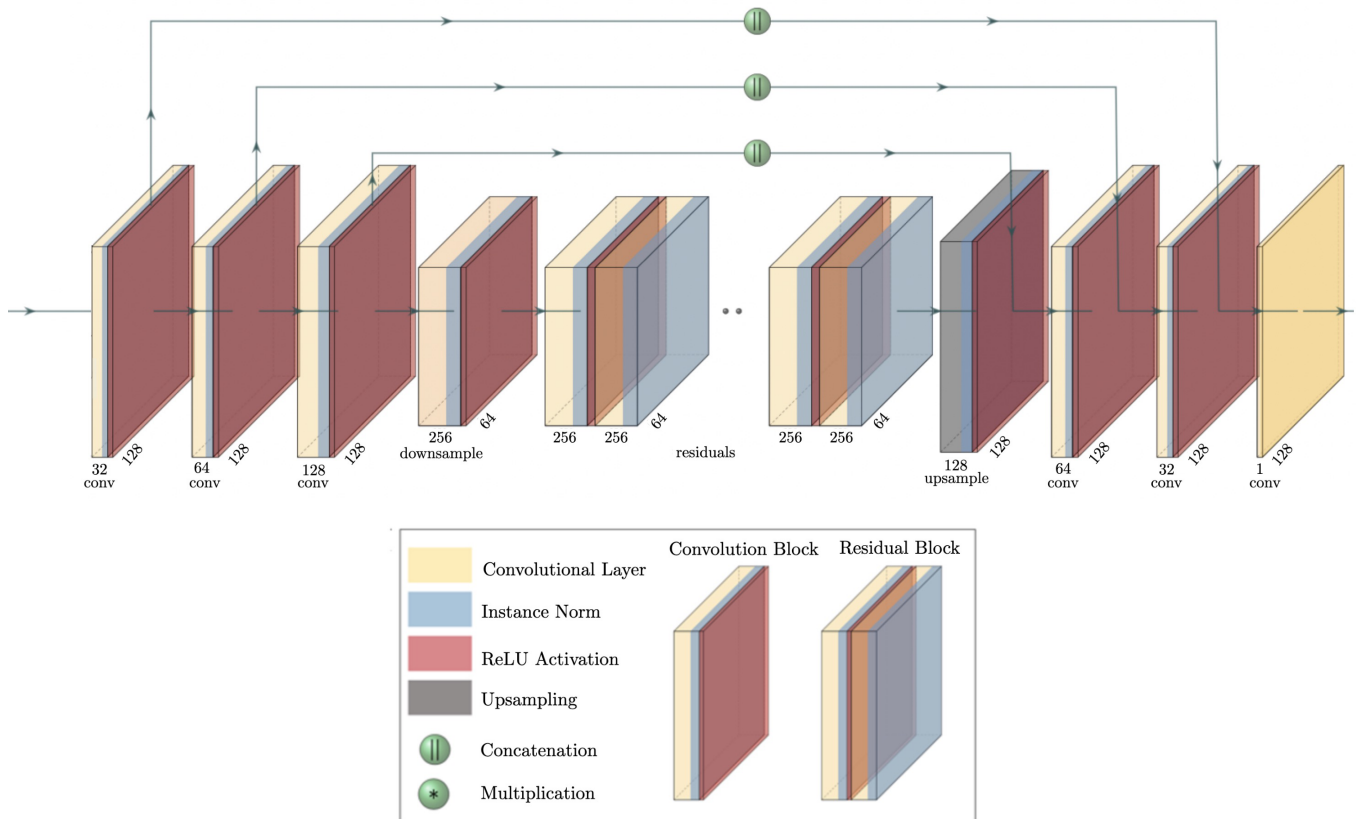 ||
||
||
32 128
conv
64 128
conv
128 128
conv
256 64
downsample
256 256 64
residuals
256 256 64
128 128
upsample
64 128
conv
32 128
conv
1 128
conv
Convolution Block
Residual Block
Convolutional Layer
Instance Norm
ReLU Activation
Upsampling
|| Concatenation
* Multiplication